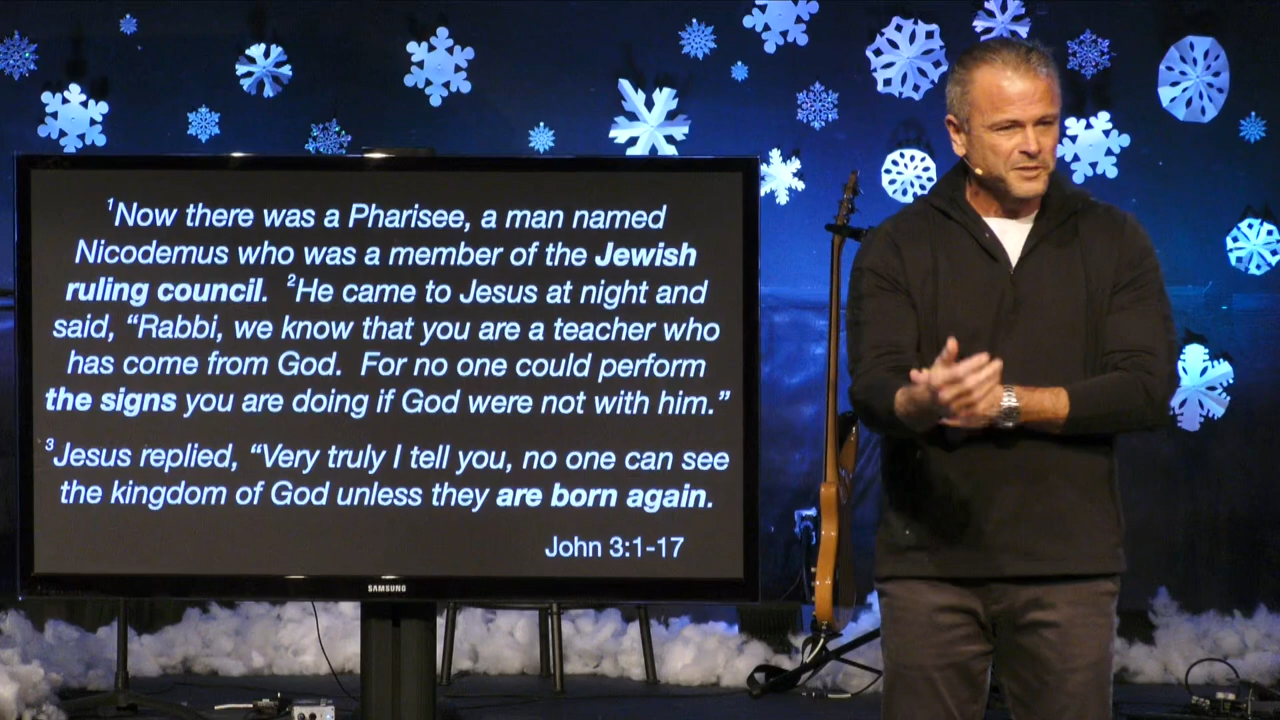 ¹Now there was a Pharisee, a man named
Nicodemus who was a member of the Jewish
ruling council. ²He came to Jesus at night and
said, “Rabbi, we know that you are a teacher who
has come from God. For no one could perform
the signs you are doing if God were not with him.”
³Jesus replied, “Very truly I tell you, no one can see
the kingdom of God unless they are born again.
John 3:1-17
SAMSUNG